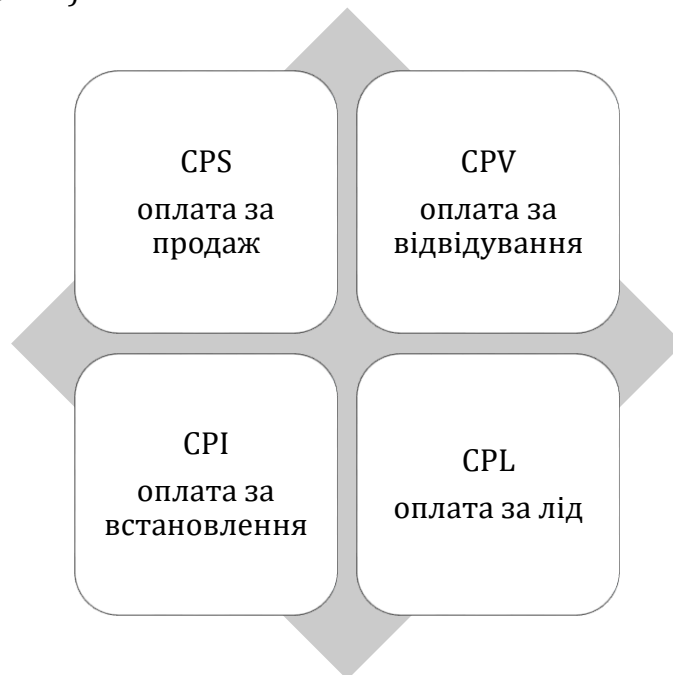 CPS
оплата за
продаж
CPV
оплата за
відвідування
CPI
оплата за
встановлення
CPL
оплата за лід